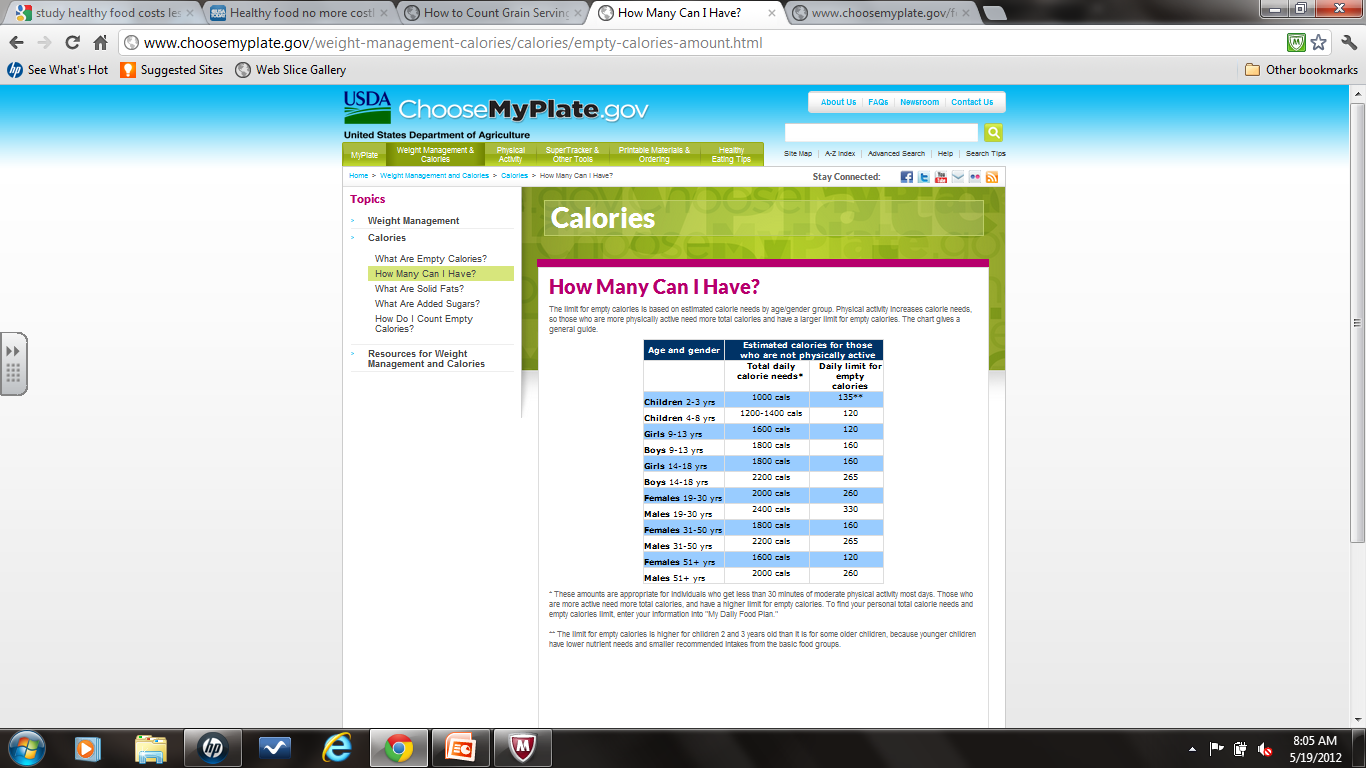 study healthy food costs les
Healthy food no more costl
How to Count Grain Serving
How Many Can I Have?
www.choosemyplate.gov/f
www.choosemyplate.gov/weight-management-calories/calories/empty-calories-amount.html
See What's Hot
Suggested Sites
Web Slice Gallery
Other bookmarks
USDA
ChooseMyPlate.gov
United States Department of Agriculture
About Us
FAQs
Newsroom
Contact Us
MyPlate
Weight Management & Calories
Physical Activity
SuperTracker & Other Tools
Printable Materials & Ordering
Healthy Eating Tips
Site Map | A-Z Index | Advanced Search | Help | Search Tips
Home > Weight Management and Calories > Calories > How Many Can I Have?
Stay Connected:
Topics
Weight Management
Calories
What Are Empty Calories?
How Many Can I Have?
What Are Solid Fats?
What Are Added Sugars?
How Do I Count Empty
Calories?
Resources for Weight
Management and Calories
Calories
How Many Can I Have?
The limit for empty calories is based on estimated calorie needs by age/gender group. Physical activity increases calorie needs,
so those who are more physically active need more total calories and have a larger limit for empty calories. The chart gives a
general guide.
Age and gender
Estimated calories for those
who are not physically active
Total daily
calorie needs*
Daily limit for
empty
calories
Children 2-3 yrs 1000 cals 135**
Children 4-8 yrs 1200-1400 cals 120
Girls 9-13 yrs 1600 cals 120
Boys 9-13 yrs 1800 cals 160
Girls 14-18 yrs 1800 cals 160
Boys 14-18 yrs 2200 cals 265
Females 19-30 yrs 2000 cals 260
Males 19-30 yrs 2400 cals 330
Females 31-50 yrs 1800 cals 160
Males 31-50 yrs 2200 cals 265
Females 51+ yrs 1600 cals 120
Males 51+ yrs 2000 cals 260
* These amounts are appropriate for individuals who get less than 30 minutes of moderate physical activity most days. Those who
are more active need more total calories, and have a higher limit for empty calories. To find your personal total calorie needs and
empty calories limit, enter your information into "My Daily Food Plan."
** The limit for empty calories is higher for children 2 and 3 years old than it is for some older children, because younger children
have lower nutrient needs and smaller recommended intakes from the basic food groups.
8:05 AM
5/19/2012